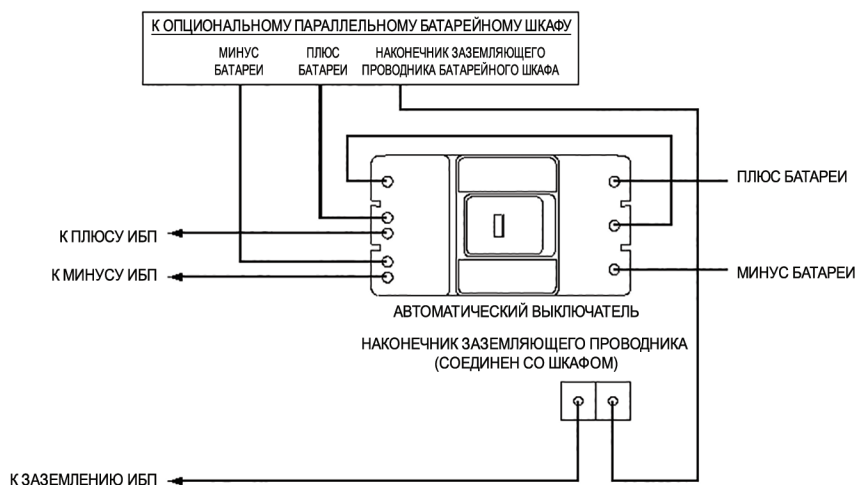 К ОПЦИОНАЛЬНОМУ ПАРАЛЛЕЛЬНОМУ БАТАРЕЙНОМУ ШКАФУ
МИНУС
БАТАРЕИ
ПЛЮС
БАТАРЕИ
НАКОНЕЧНИК ЗАЗЕМЛЯЮЩЕГО
ПРОВОДНИКА БАТАРЕЙНОГО ШКАФА
ПЛЮС БАТАРЕИ
К ПЛЮСУ ИБП
К МИНУСУ ИБП
МИНУС БАТАРЕИ
АВТОМАТИЧЕСКИЙ ВЫКЛЮЧАТЕЛЬ
НАКОНЕЧНИК ЗАЗЕМЛЯЮЩЕГО ПРОВОДНИКА
(СОЕДИНЕН СО ШКАФОМ)
К ЗАЗЕМЛЕНИЮ ИБП